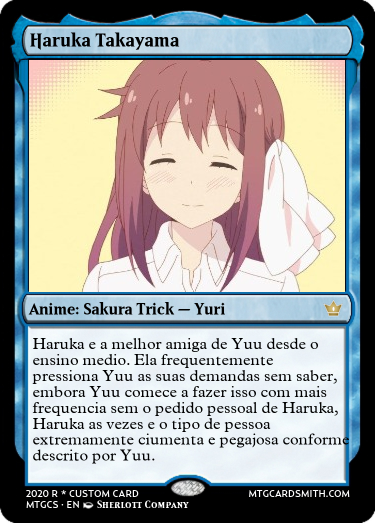 Haruka Takayama
Anime: Sakura Trick — Yuri
Haruka e a melhor amiga de Yuu desde o
ensino medio. Ela frequentemente
pressiona Yuu as suas demandas sem saber,
embora Yuu comece a fazer isso com mais
frequencia sem o pedido pessoal de Haruka,
Haruka as vezes e o tipo de pessoa
extremamente ciumenta e pegajosa conforme
descrito por Yuu.
2020 R * CUSTOM CARD
MTGCARDSMITH.COM
MTGCS · EN Sherlott Company